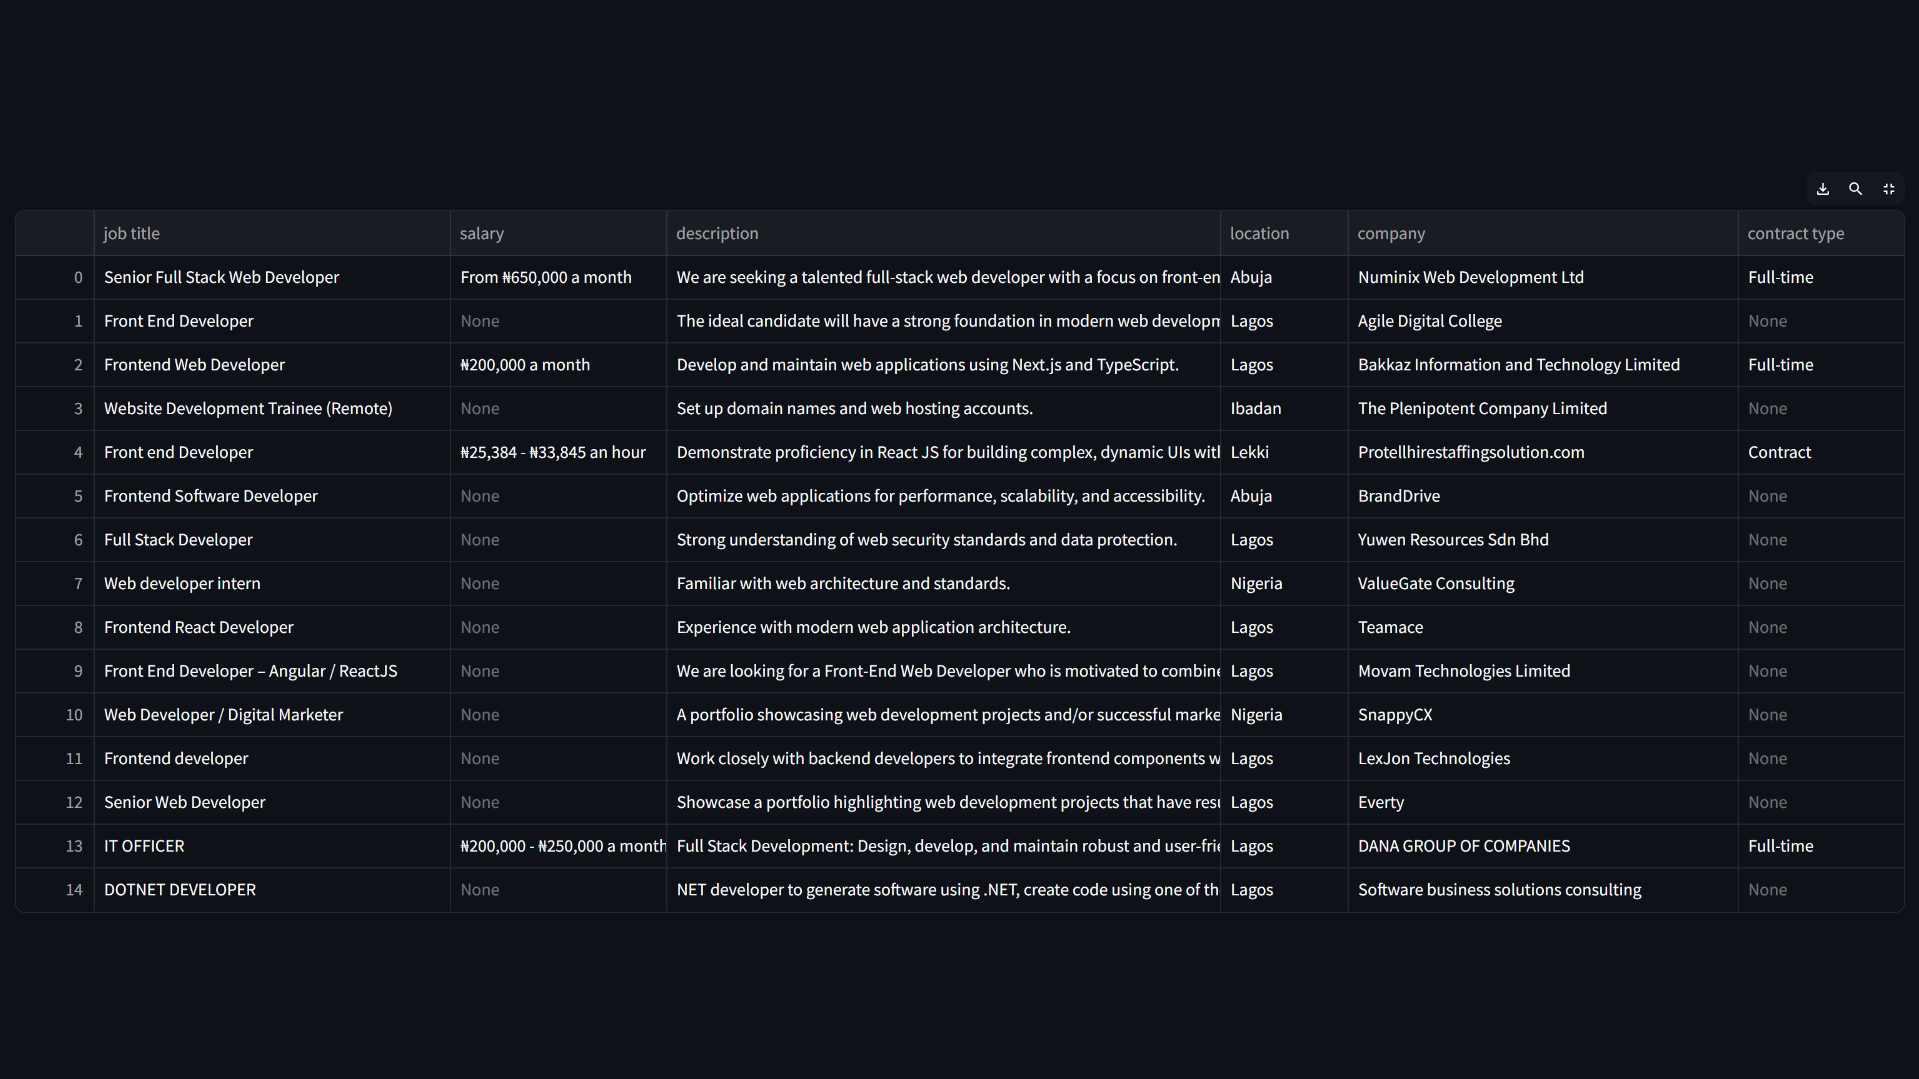 job title salary description location company contract type
0 Senior Full Stack Web Developer From ₦650,000 a month We are seeking a talented full-stack web developer with a focus on front-en Abuja Numinix Web Development Ltd Full-time
1 Front End Developer None The ideal candidate will have a strong foundation in modern web developm Lagos Agile Digital College None
2 Frontend Web Developer ₦200,000 a month Develop and maintain web applications using Next.js and TypeScript. Lagos Bakkaz Information and Technology Limited Full-time
3 Website Development Trainee (Remote) None Set up domain names and web hosting accounts. Ibadan The Plenipotent Company Limited None
4 Front end Developer ₦25,384 - ₦33,845 an hour Demonstrate proficiency in React JS for building complex, dynamic UIs with Lekki Protellhirestaffingsolution.com Contract
5 Frontend Software Developer None Optimize web applications for performance, scalability, and accessibility. Abuja BrandDrive None
6 Full Stack Developer None Strong understanding of web security standards and data protection. Lagos Yuwen Resources Sdn Bhd None
7 Web developer intern None Familiar with web architecture and standards. Nigeria ValueGate Consulting None
8 Frontend React Developer None Experience with modern web application architecture. Lagos Teamace None
9 Front End Developer – Angular / ReactJS None We are looking for a Front-End Web Developer who is motivated to combine Lagos Movam Technologies Limited None
10 Web Developer / Digital Marketer None A portfolio showcasing web development projects and/or successful marke Nigeria SnappyCX None
11 Frontend developer None Work closely with backend developers to integrate frontend components w Lagos LexJon Technologies None
12 Senior Web Developer None Showcase a portfolio highlighting web development projects that have resu Lagos Everty None
13 IT OFFICER ₦200,000 - ₦250,000 a month Full Stack Development: Design, develop, and maintain robust and user-frie Lagos DANA GROUP OF COMPANIES Full-time
14 DOTNET DEVELOPER None NET developer to generate software using .NET, create code using one of th Lagos Software business solutions consulting None